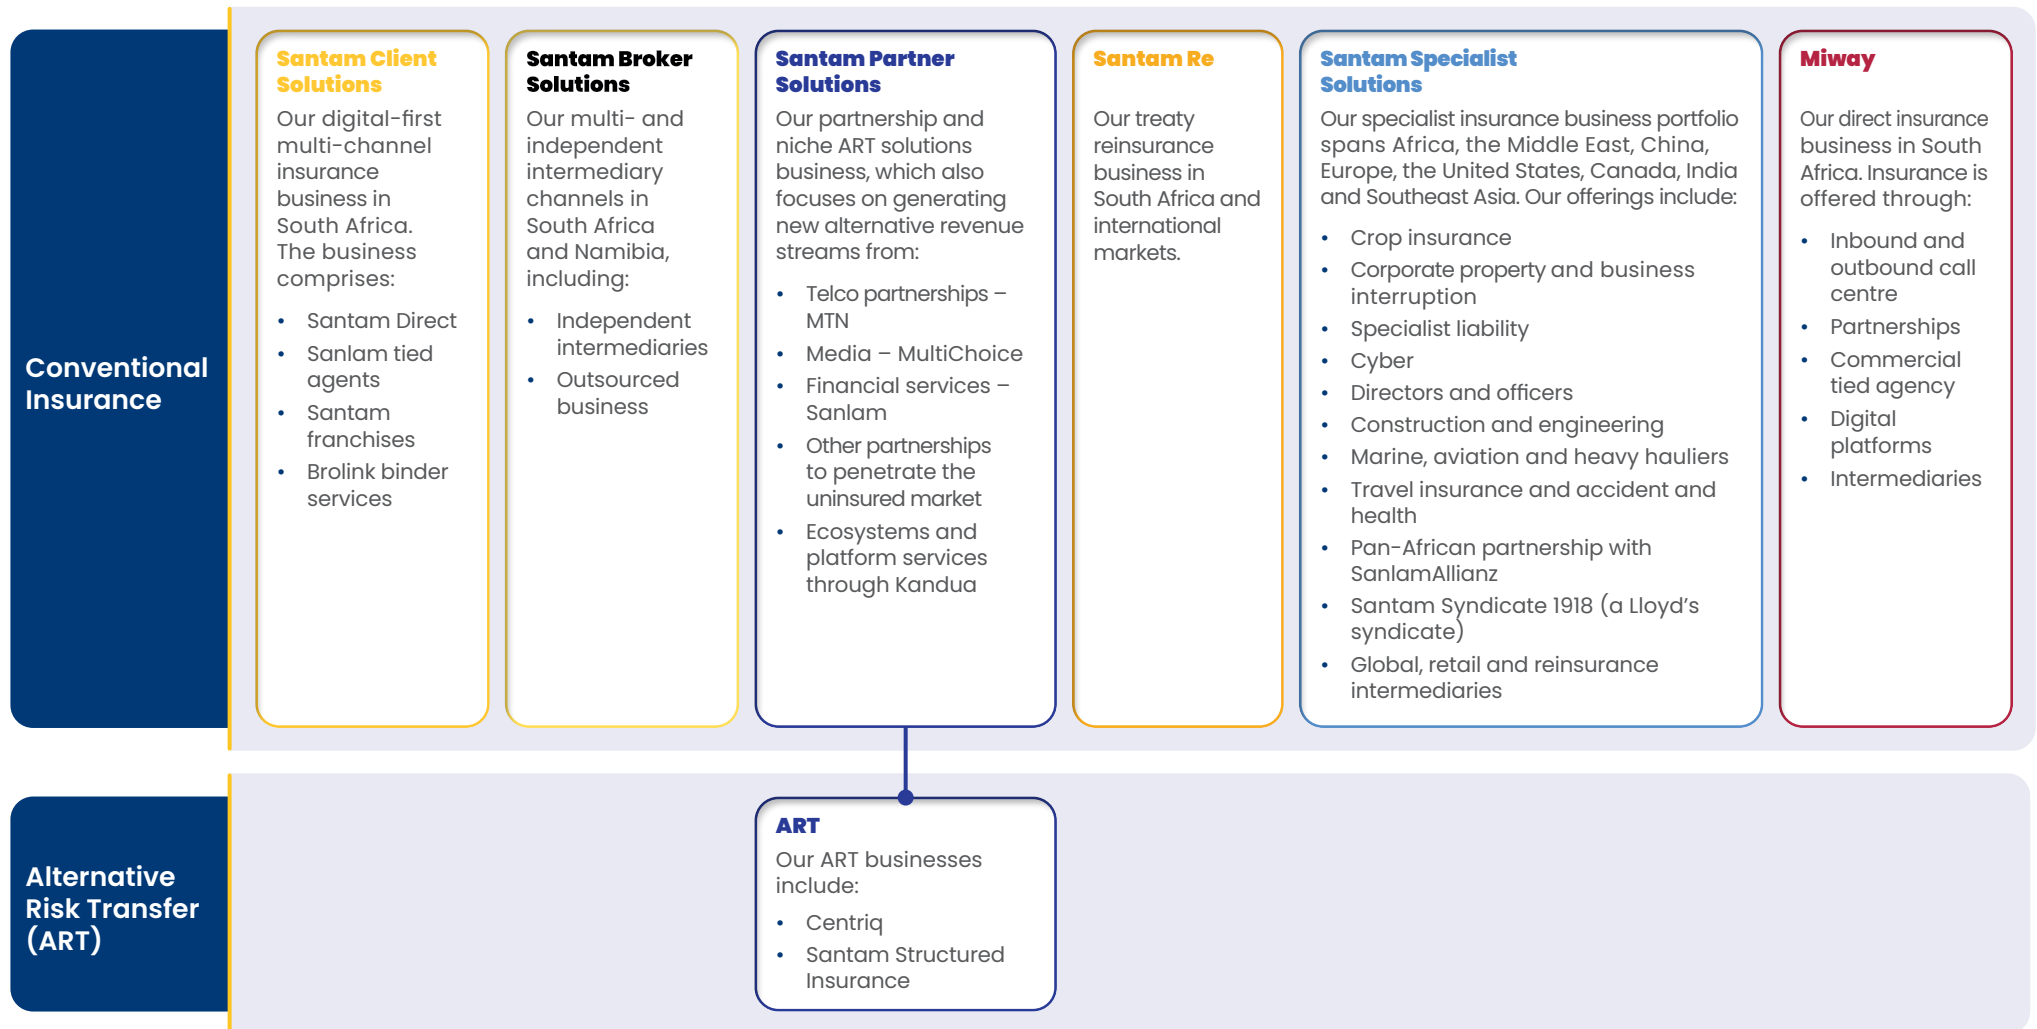 Conventional
Insurance
Santam Client
Solutions
Our digital-first
multi-channel
insurance
business in
South Africa.
The business
comprises:
• Santam Direct
• Sanlam tied
agents
• Santam
franchises
• Brolink binder
services
Santam Broker
Solutions
Our multi- and
independent
intermediary
channels in
South Africa
and Namibia,
including:
• Independent
intermediaries
• Outsourced
business
Santam Partner
Solutions
Our partnership and
niche ART solutions
business, which also
focuses on generating
new alternative revenue
streams from:
• Telco partnerships –
MTN
• Media – MultiChoice
• Financial services –
Sanlam
• Other partnerships
to penetrate the
uninsured market
• Ecosystems and
platform services
through Kandua
Santam Re
Our treaty
reinsurance
business in
South Africa and
international
markets.
Santam Specialist
Solutions
Our specialist insurance business portfolio
spans Africa, the Middle East, China,
Europe, the United States, Canada, India
and Southeast Asia. Our offerings include:
• Crop insurance
• Corporate property and business
interruption
• Specialist liability
• Cyber
• Directors and officers
• Construction and engineering
• Marine, aviation and heavy hauliers
• Travel insurance and accident and
health
• Pan-African partnership with
SanlamAllianz
• Santam Syndicate 1918 (a Lloyd’s
syndicate)
• Global, retail and reinsurance
intermediaries
Miway
Our direct insurance
business in South
Africa. Insurance is
offered through:
• Inbound and
outbound call
centre
• Partnerships
• Commercial
tied agency
• Digital
platforms
• Intermediaries
Alternative
Risk Transfer
(ART)
ART
Our ART businesses
include:
• Centriq
• Santam Structured
Insurance